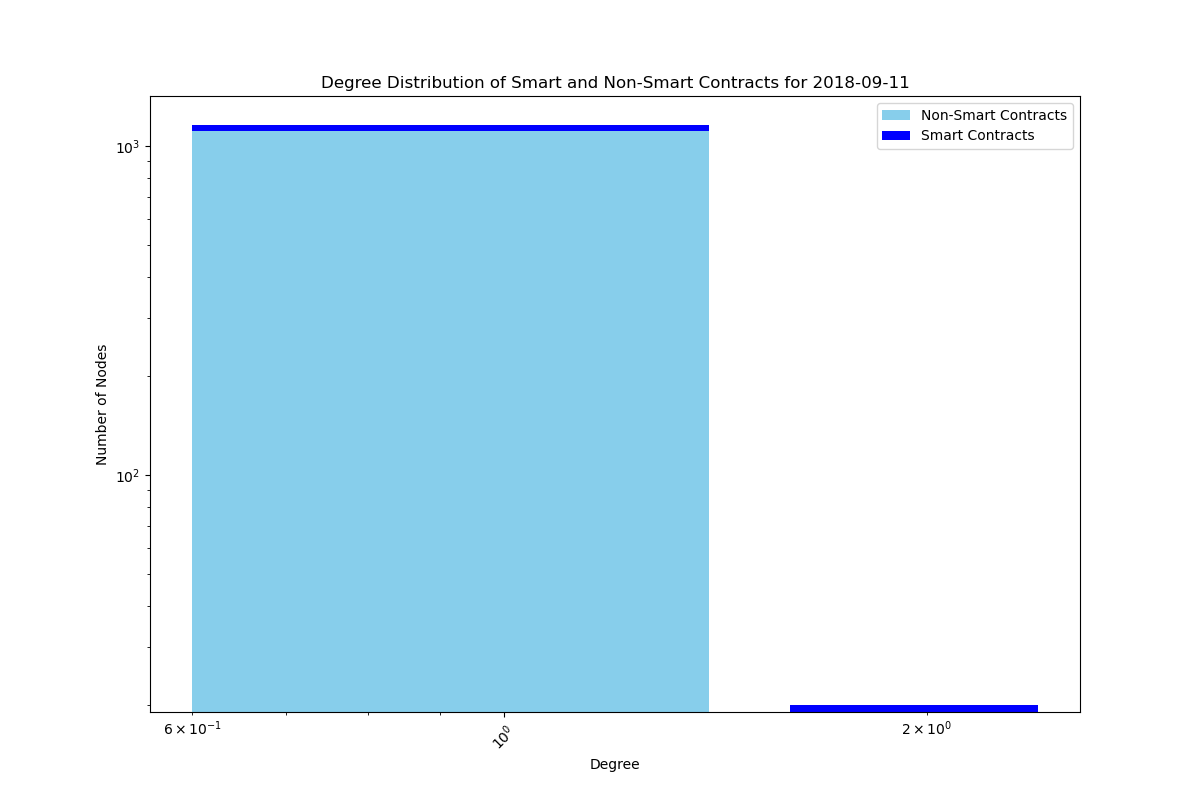 Degree Distribution of Smart and Non-Smart Contracts for 2018-09-11
Non-Smart Contracts
Smart Contracts
Number of Nodes
10³
10²
6 × 10⁻¹
10⁰
2 × 10⁰
Degree